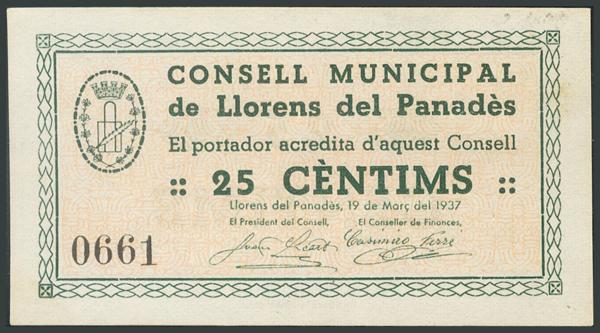 CONSELL MUNICIPAL
de Llorens del Panadès
El portador acredita d'aquest Consell
:: 25 CÈNTIMS ::
Llorens del Panadès, 19 de Març del 1937
El President del Consell, El Conseller de Finances,
0661